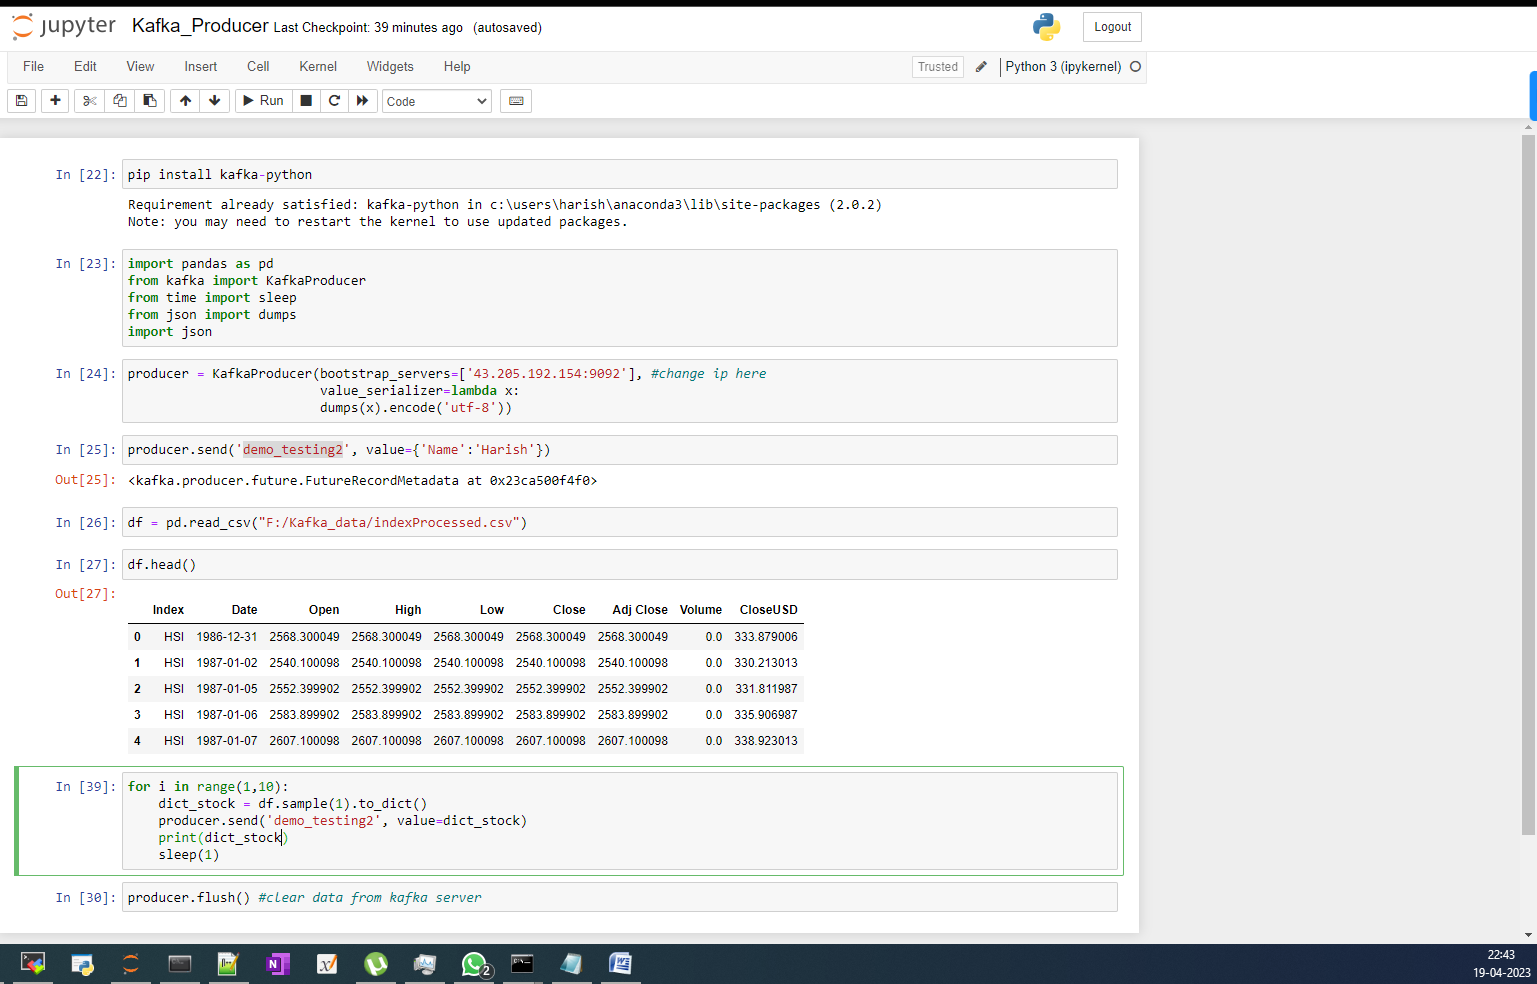 jupyter Kafka_Producer Last Checkpoint: 39 minutes ago (autosaved) Logout
File Edit View Insert Cell Kernel Widgets Help Trusted Python 3 (ipykernel)
Run Code
In [22]: pip install kafka-python
Requirement already satisfied: kafka-python in c:\users\harish\anaconda3\lib\site-packages (2.0.2)
Note: you may need to restart the kernel to use updated packages.
In [23]: import pandas as pd
from kafka import KafkaProducer
from time import sleep
from json import dumps
import json
In [24]: producer = KafkaProducer(bootstrap_servers=['43.205.192.154:9092'], #change ip here
value_serializer=lambda x:
dumps(x).encode('utf-8'))
In [25]: producer.send('demo_testing2', value={'Name':'Harish'})
Out[25]: <kafka.producer.future.FutureRecordMetadata at 0x23ca500f4f0>
In [26]: df = pd.read_csv("F:/Kafka_data/indexProcessed.csv")
In [27]: df.head()
Out[27]:
Index Date Open High Low Close Adj Close Volume CloseUSD
0 HSI 1986-12-31 2568.300049 2568.300049 2568.300049 2568.300049 2568.300049 0.0 333.879006
1 HSI 1987-01-02 2540.100098 2540.100098 2540.100098 2540.100098 2540.100098 0.0 330.213013
2 HSI 1987-01-05 2552.399902 2552.399902 2552.399902 2552.399902 2552.399902 0.0 331.811987
3 HSI 1987-01-06 2583.899902 2583.899902 2583.899902 2583.899902 2583.899902 0.0 335.906987
4 HSI 1987-01-07 2607.100098 2607.100098 2607.100098 2607.100098 2607.100098 0.0 338.923013
In [39]: for i in range(1,10):
dict_stock = df.sample(1).to_dict()
producer.send('demo_testing2', value=dict_stock)
print(dict_stock)
sleep(1)
In [30]: producer.flush() #clear data from kafka server
22:43
19-04-2023